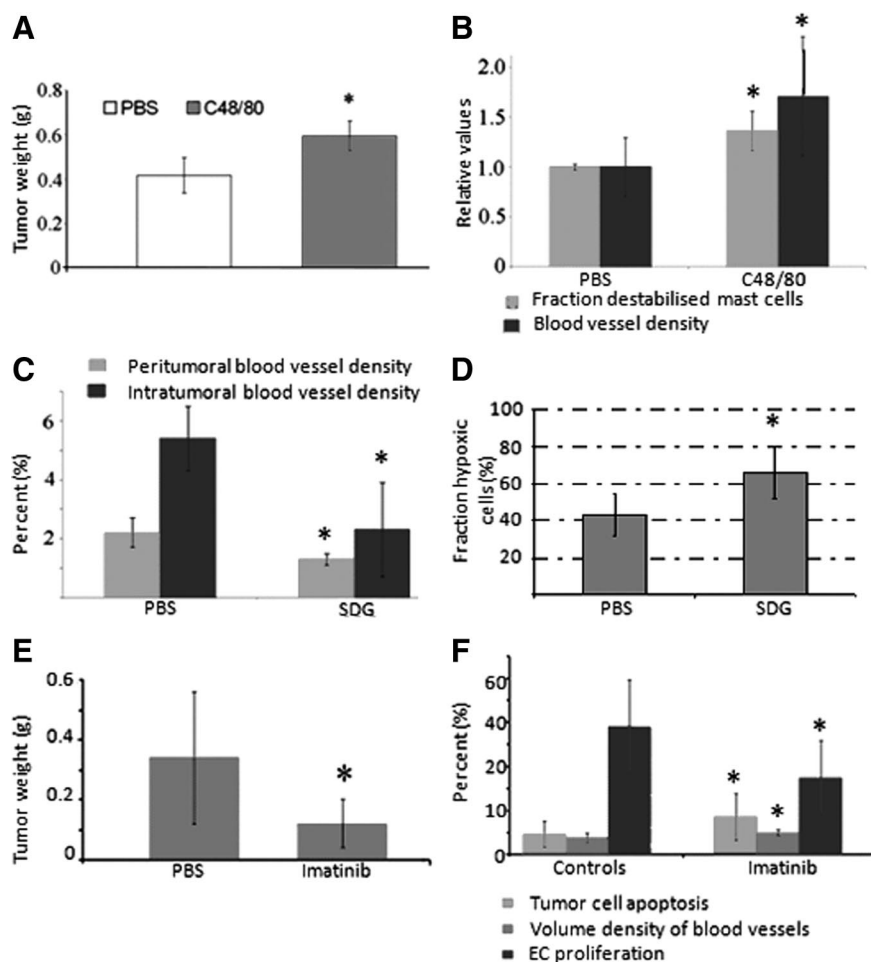 A
Tumor weight (g)
0.8
0.6
0.4
0.2
0
PBS
C48/80
*
B
Relative values
2.0
1.5
1.0
0.5
0
*
*
PBS
C48/80
Fraction destabilised mast cells
Blood vessel density
C
Peritumoral blood vessel density
Intratumoral blood vessel density
Percent (%)
6
4
2
*
*
PBS
SDG
D
Fraction hypoxic
cells (%)
100
80
60
40
20
*
PBS
SDG
E
Tumor weight (g)
0.6
0.4
0.2
0
*
PBS
Imatinib
F
Percent (%)
60
40
20
10
0
*
*
*
Controls
Imatinib
Tumor cell apoptosis
Volume density of blood vessels
EC proliferation